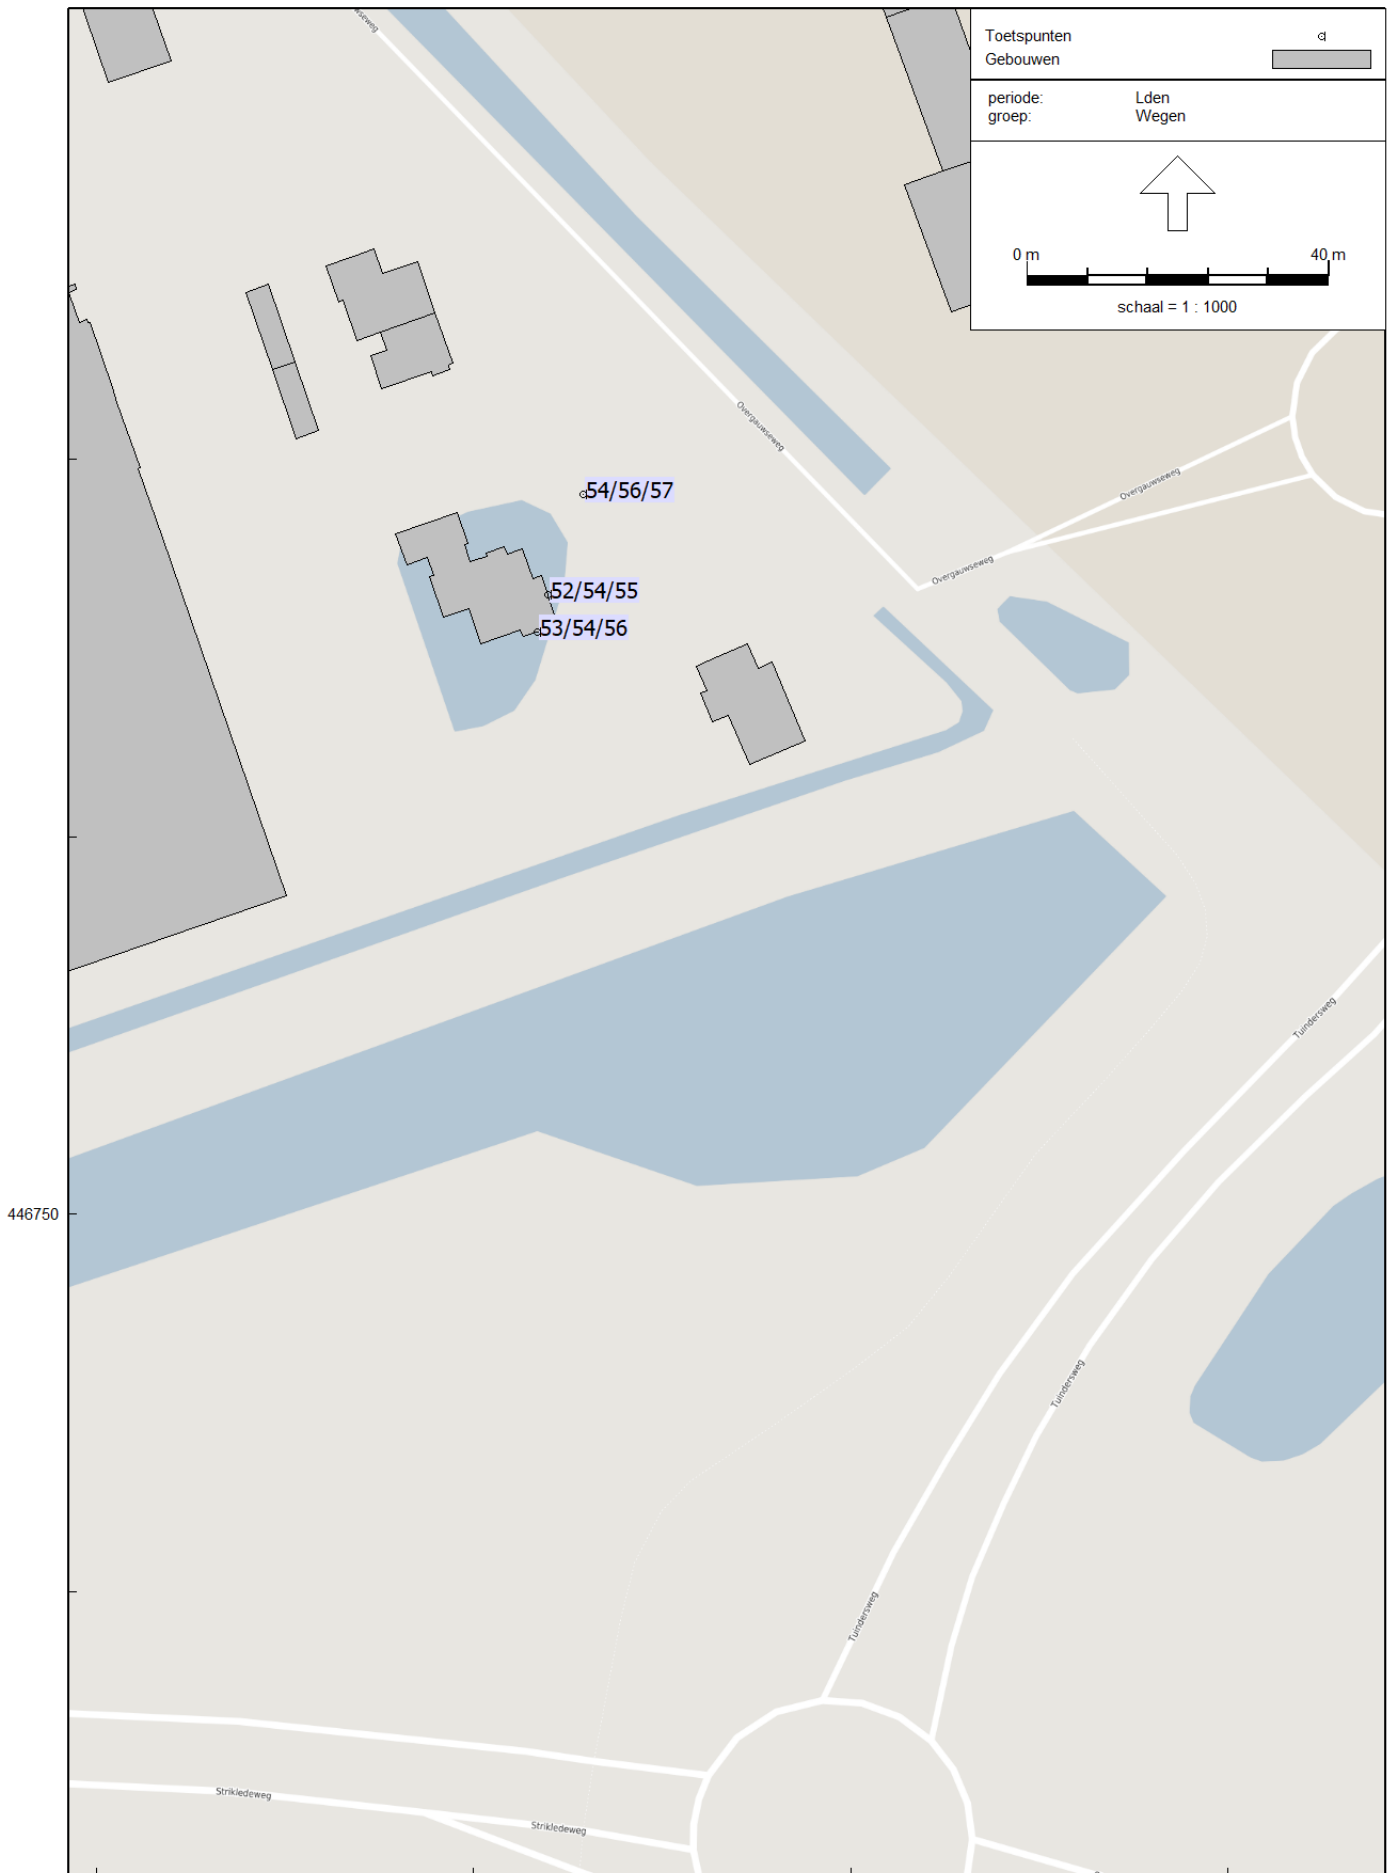 wseweg
Toetspunten
Gebouwen
periode: Lden
groep: Wegen
0 m 40 m
schaal = 1 : 1000
Overgauwseweg
Overgauwseweg
54/56/57
Overgauwseweg
52/54/55
53/54/56
Tuindersweg
446750
Tuindersweg
Tuindersweg
Strikledeweg
Strikledeweg